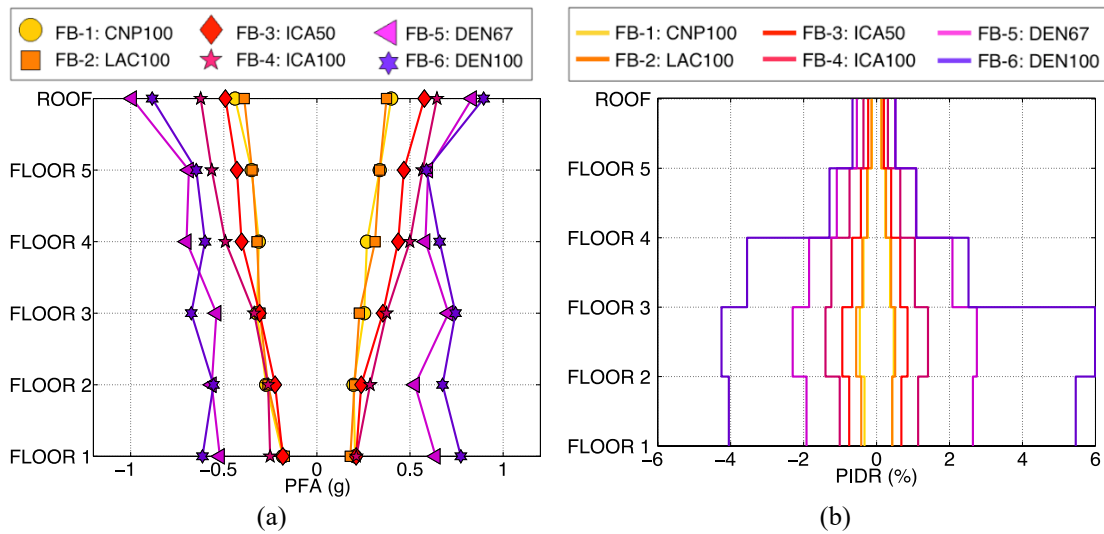 FB-1: CNP100 FB-3: ICA50 FB-5: DEN67
FB-2: LAC100 FB-4: ICA100 FB-6: DEN100
ROOF
FLOOR 5
FLOOR 4
FLOOR 3
FLOOR 2
FLOOR 1
−1 −0.5 0 0.5 1
PFA (g)
(a)
FB-1: CNP100 FB-3: ICA50 FB-5: DEN67
FB-2: LAC100 FB-4: ICA100 FB-6: DEN100
ROOF
FLOOR 5
FLOOR 4
FLOOR 3
FLOOR 2
FLOOR 1
−6 −4 −2 0 2 4 6
PIDR (%)
(b)